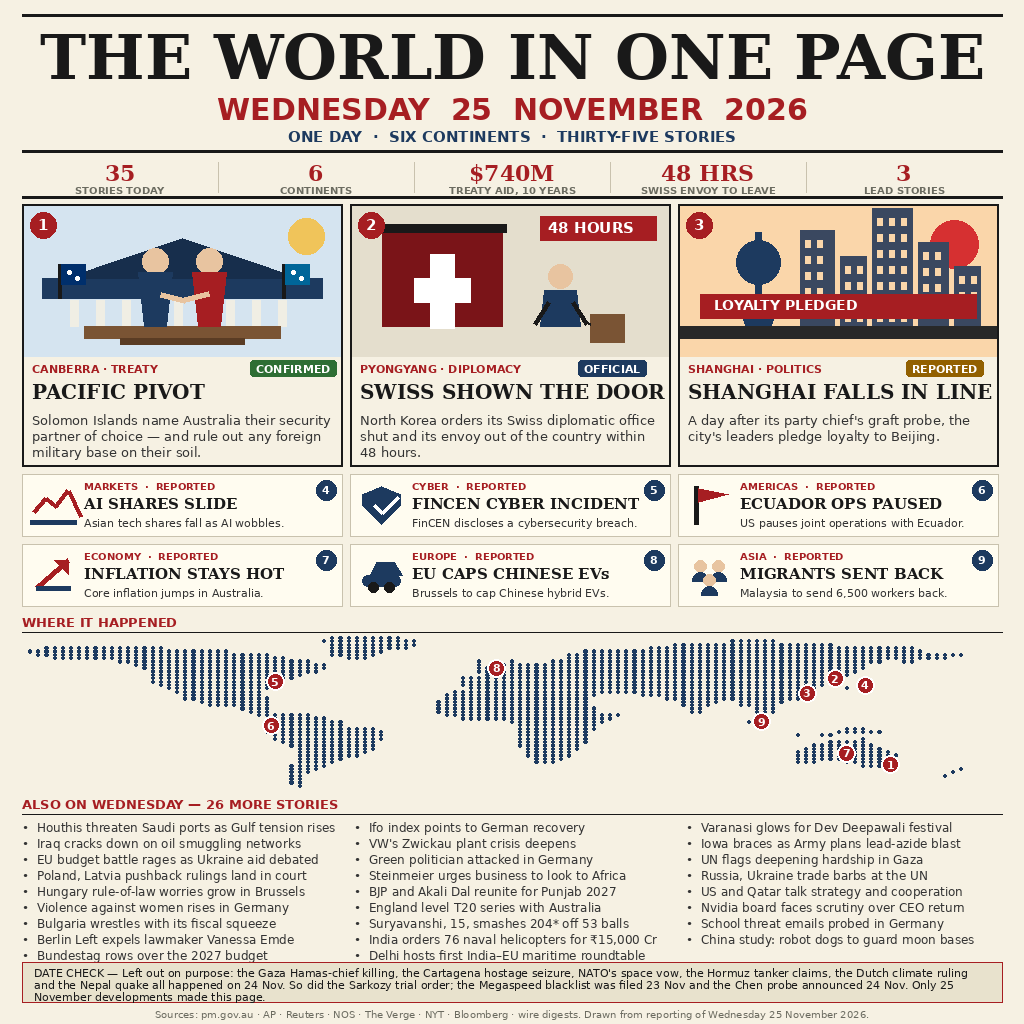 THE WORLD IN ONE PAGE
WEDNESDAY 25 NOVEMBER 2026
ONE DAY · SIX CONTINENTS · THIRTY-FIVE STORIES
35
STORIES TODAY
6
CONTINENTS
$740M
TREATY AID, 10 YEARS
48 HRS
SWISS ENVOY TO LEAVE
3
LEAD STORIES
1
CANBERRA · TREATY
CONFIRMED
PACIFIC PIVOT
Solomon Islands name Australia their security
partner of choice — and rule out any foreign
military base on their soil.
2
48 HOURS
PYONGYANG · DIPLOMACY
OFFICIAL
SWISS SHOWN THE DOOR
North Korea orders its Swiss diplomatic office
shut and its envoy out of the country within
48 hours.
3
LOYALTY PLEDGED
SHANGHAI · POLITICS
REPORTED
SHANGHAI FALLS IN LINE
A day after its party chief's graft probe, the
city's leaders pledge loyalty to Beijing.
MARKETS · REPORTED
4
AI SHARES SLIDE
Asian tech shares fall as AI wobbles.
CYBER · REPORTED
5
FINCEN CYBER INCIDENT
FinCEN discloses a cybersecurity breach.
AMERICAS · REPORTED
6
ECUADOR OPS PAUSED
US pauses joint operations with Ecuador.
ECONOMY · REPORTED
7
INFLATION STAYS HOT
Core inflation jumps in Australia.
EUROPE · REPORTED
8
EU CAPS CHINESE EVs
Brussels to cap Chinese hybrid EVs.
ASIA · REPORTED
9
MIGRANTS SENT BACK
Malaysia to send 6,500 workers back.
WHERE IT HAPPENED
8
5
2
4
3
9
6
7
1
ALSO ON WEDNESDAY — 26 MORE STORIES
• Houthis threaten Saudi ports as Gulf tension rises
• Iraq cracks down on oil smuggling networks
• EU budget battle rages as Ukraine aid debated
• Poland, Latvia pushback rulings land in court
• Hungary rule-of-law worries grow in Brussels
• Violence against women rises in Germany
• Bulgaria wrestles with its fiscal squeeze
• Berlin Left expels lawmaker Vanessa Emde
• Bundestag rows over the 2027 budget
• Ifo index points to German recovery
• VW's Zwickau plant crisis deepens
• Green politician attacked in Germany
• Steinmeier urges business to look to Africa
• BJP and Akali Dal reunite for Punjab 2027
• England level T20 series with Australia
• Suryavanshi, 15, smashes 204* off 53 balls
• India orders 76 naval helicopters for ₹15,000 Cr
• Delhi hosts first India–EU maritime roundtable
• Varanasi glows for Dev Deepawali festival
• Iowa braces as Army plans lead-azide blast
• UN flags deepening hardship in Gaza
• Russia, Ukraine trade barbs at the UN
• US and Qatar talk strategy and cooperation
• Nvidia board faces scrutiny over CEO return
• School threat emails probed in Germany
• China study: robot dogs to guard moon bases
DATE CHECK — Left out on purpose: the Gaza Hamas-chief killing, the Cartagena hostage seizure, NATO's space vow, the Hormuz tanker claims, the Dutch climate ruling
and the Nepal quake all happened on 24 Nov. So did the Sarkozy trial order; the Megaspeed blacklist was filed 23 Nov and the Chen probe announced 24 Nov. Only 25
November developments made this page.
Sources: pm.gov.au · AP · Reuters · NOS · The Verge · NYT · Bloomberg · wire digests. Drawn from reporting of Wednesday 25 November 2026.